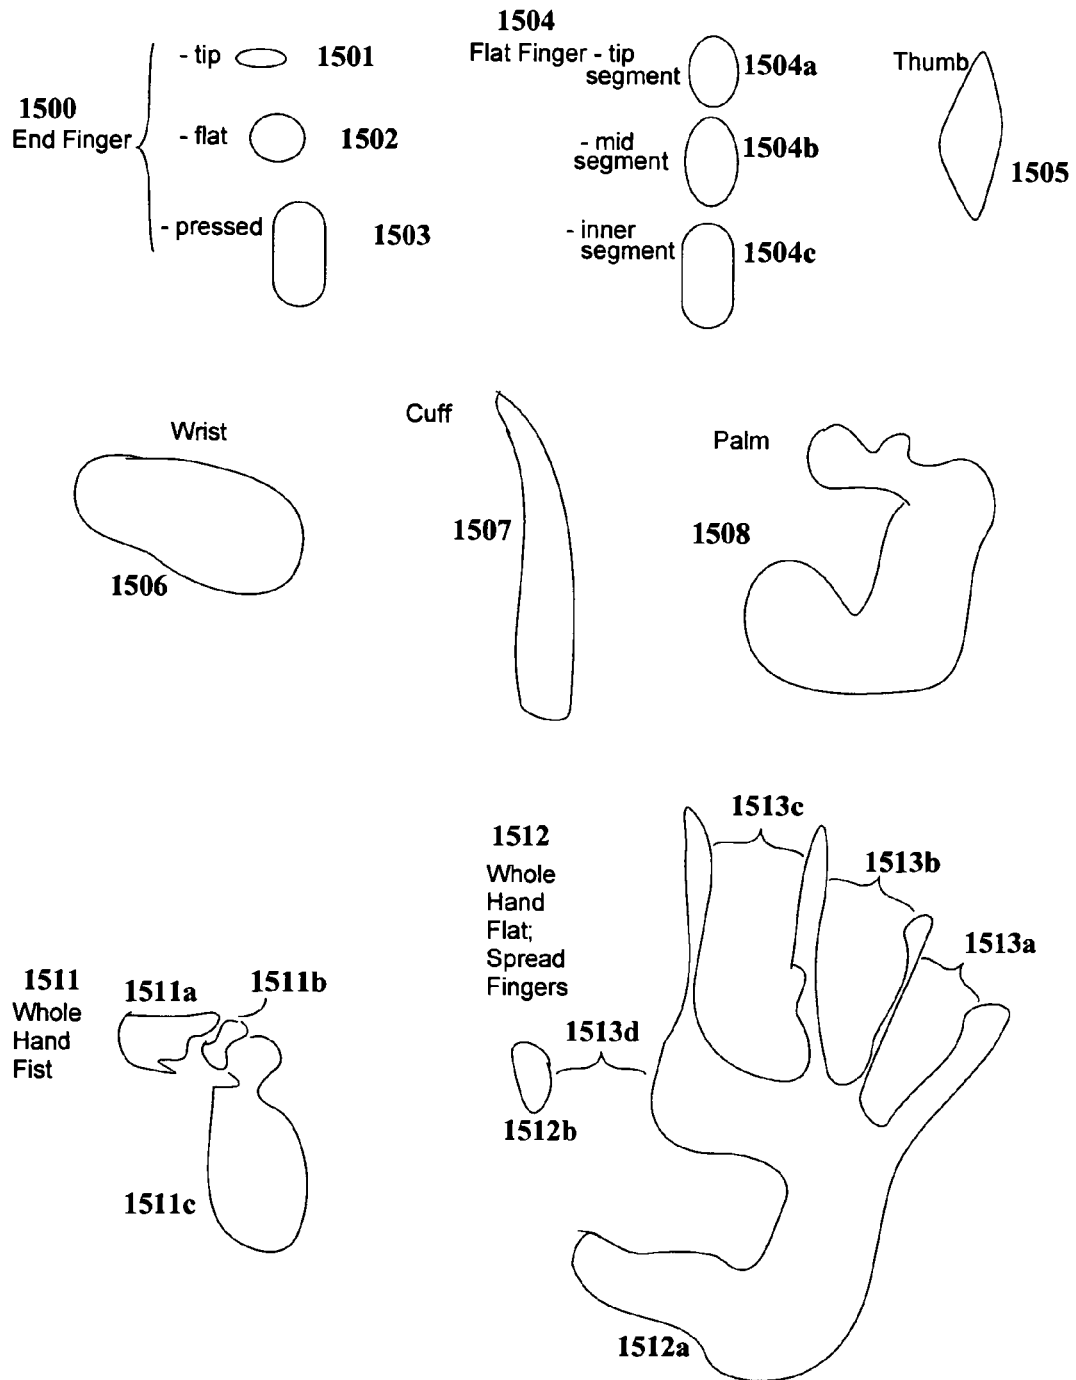 1500
End Finger
- tip 1501
- flat 1502
- pressed 1503
1504
Flat Finger - tip
segment
1504a
- mid
segment
1504b
- inner
segment
1504c
Thumb
1505
Wrist
1506
Cuff
1507
Palm
1508
1511
Whole
Hand
Fist
1511a
1511b
1511c
1512
Whole
Hand
Flat;
Spread
Fingers
1513c
1513b
1513a
1513d
1512b
1512a